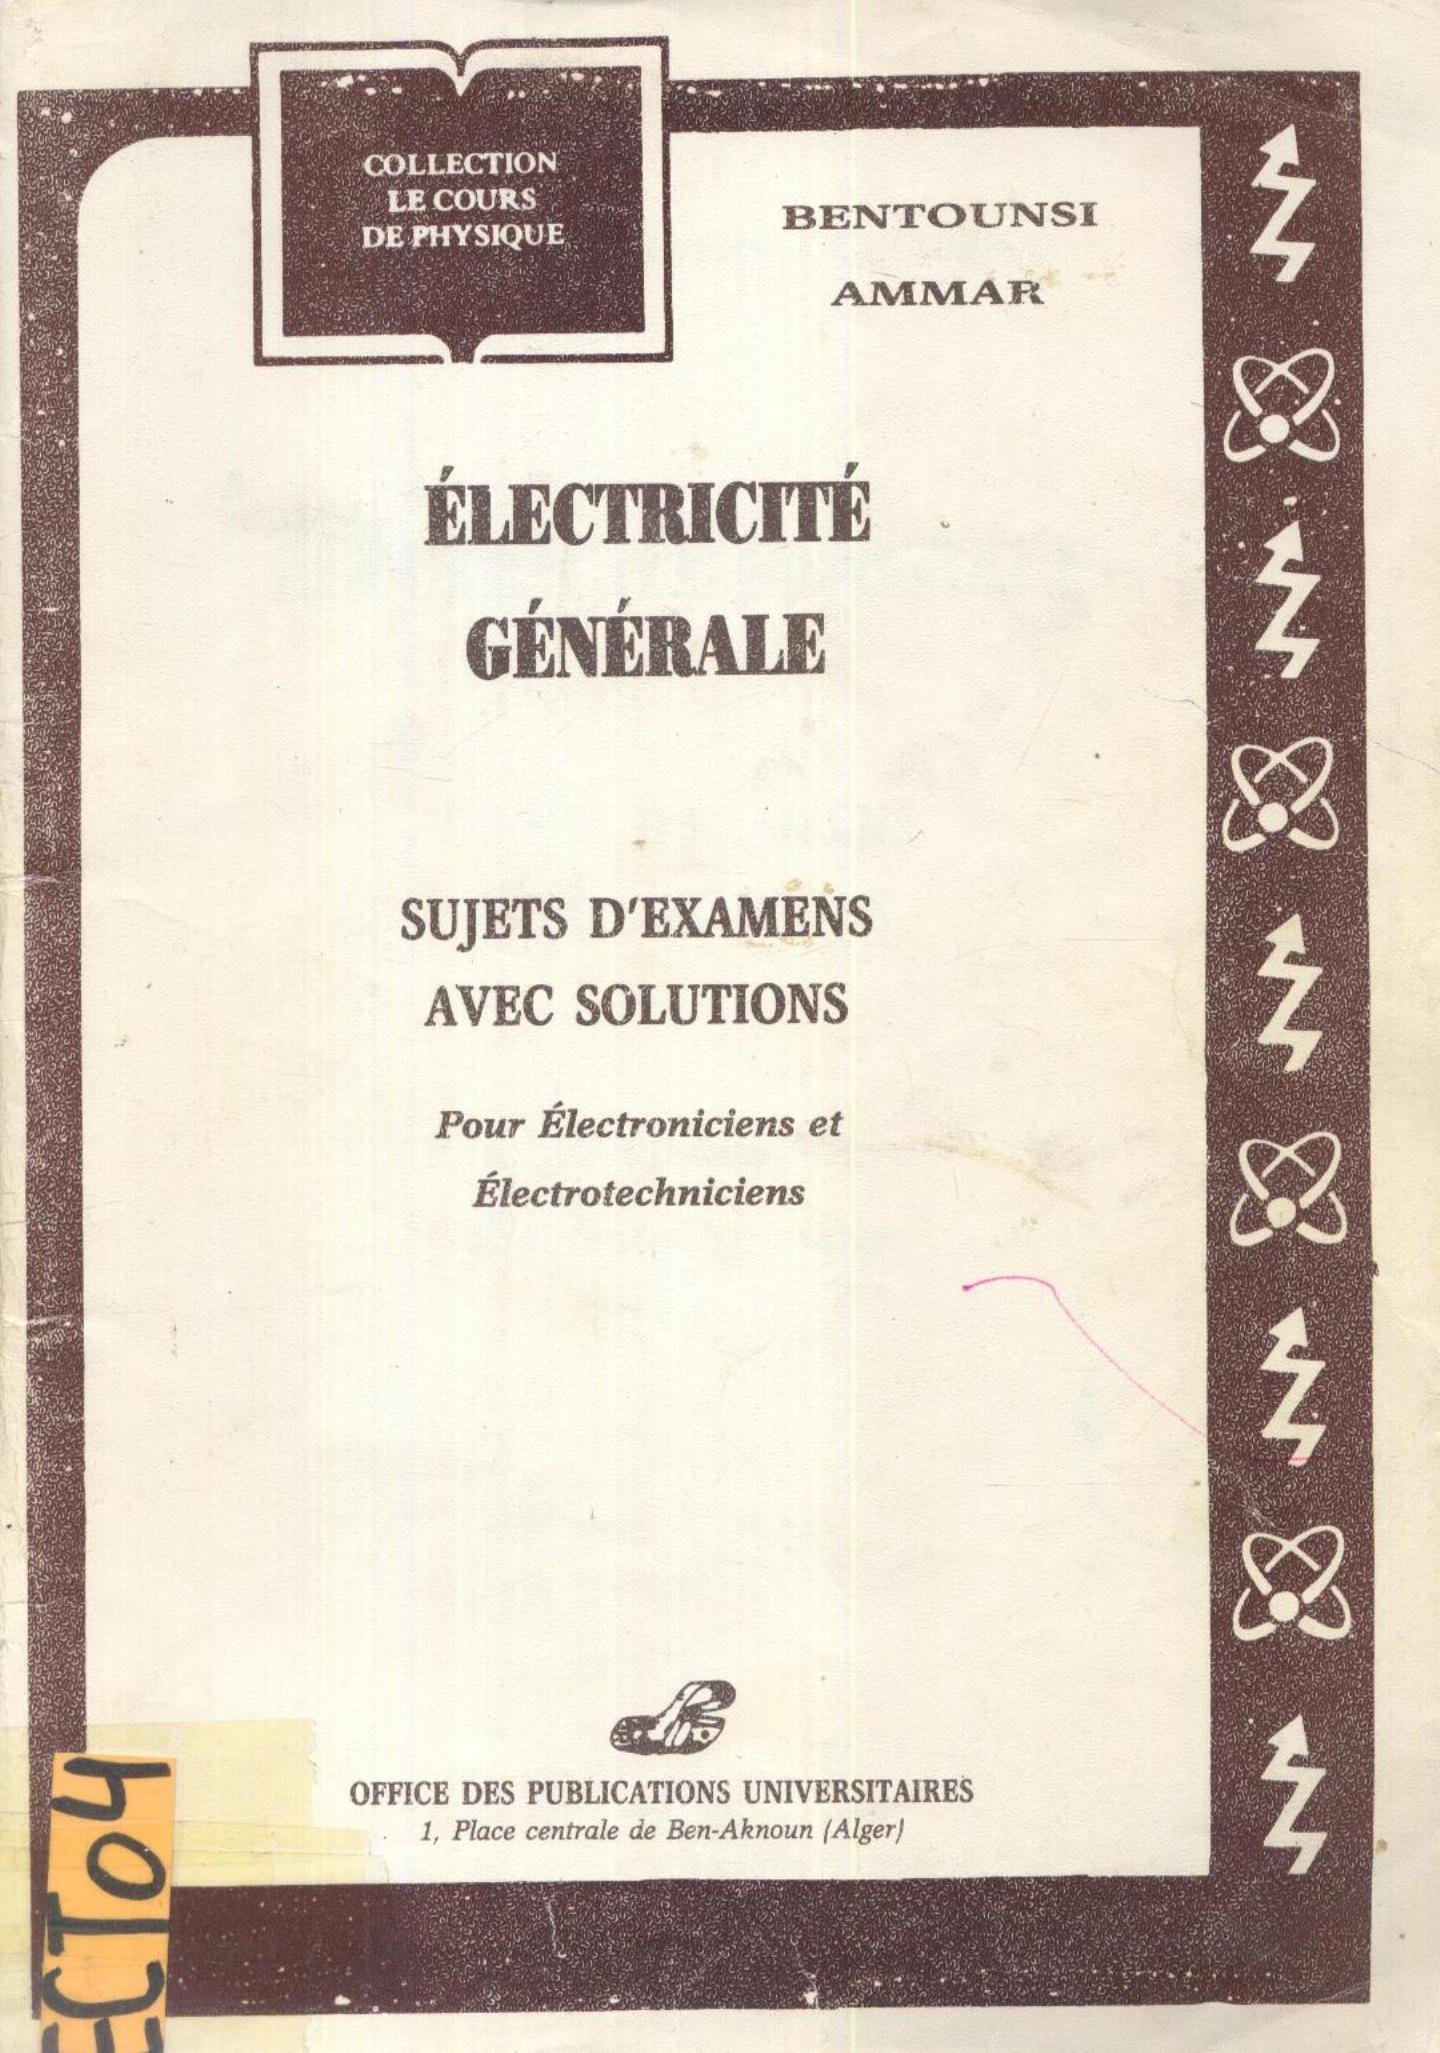 COLLECTION
LE COURS
DE PHYSIQUE
BENTOUNSI
AMMAR
ÉLECTRICITÉ
GÉNÉRALE
SUJETS D'EXAMENS
AVEC SOLUTIONS
Pour Électroniciens et
Électrotechniciens
OFFICE DES PUBLICATIONS UNIVERSITAIRES
1, Place centrale de Ben-Aknoun (Alger)
ECT04